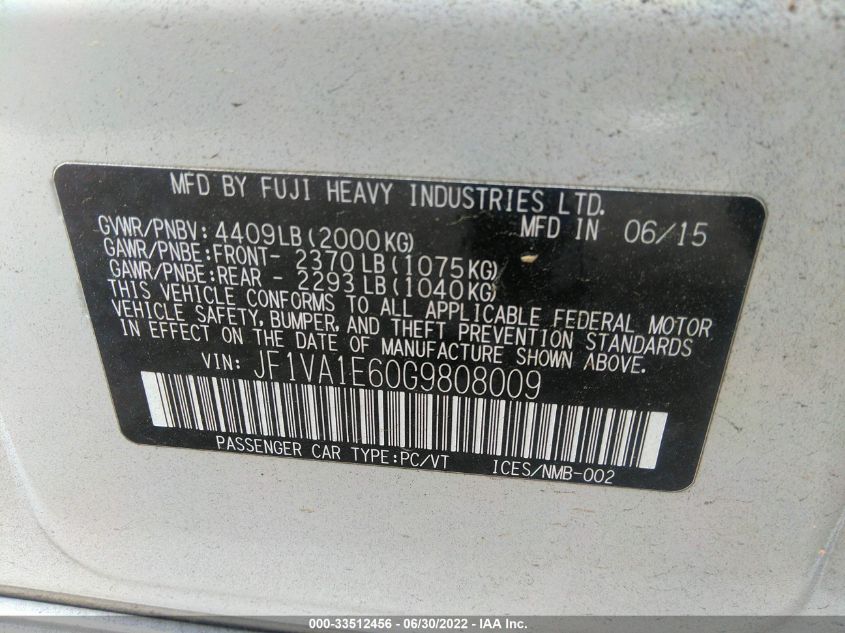 MFD BY FUJI HEAVY INDUSTRIES LTD.
GVWR/PNBV: 4409LB(2000KG) MFD IN 06/15
GAWR/PNBE:FRONT- 2370LB(1075KG)
GAWR/PNBE:REAR - 2293LB(1040KG)
THIS VEHICLE CONFORMS TO ALL APPLICABLE FEDERAL MOTOR
VEHICLE SAFETY, BUMPER, AND THEFT PREVENTION STANDARDS
IN EFFECT ON THE DATE OF MANUFACTURE SHOWN ABOVE.
VIN: JF1VA1E60G9808009
PASSENGER CAR TYPE:PC/VT ICES/NMB-002
000-33512456 - 06/30/2022 - IAA Inc.